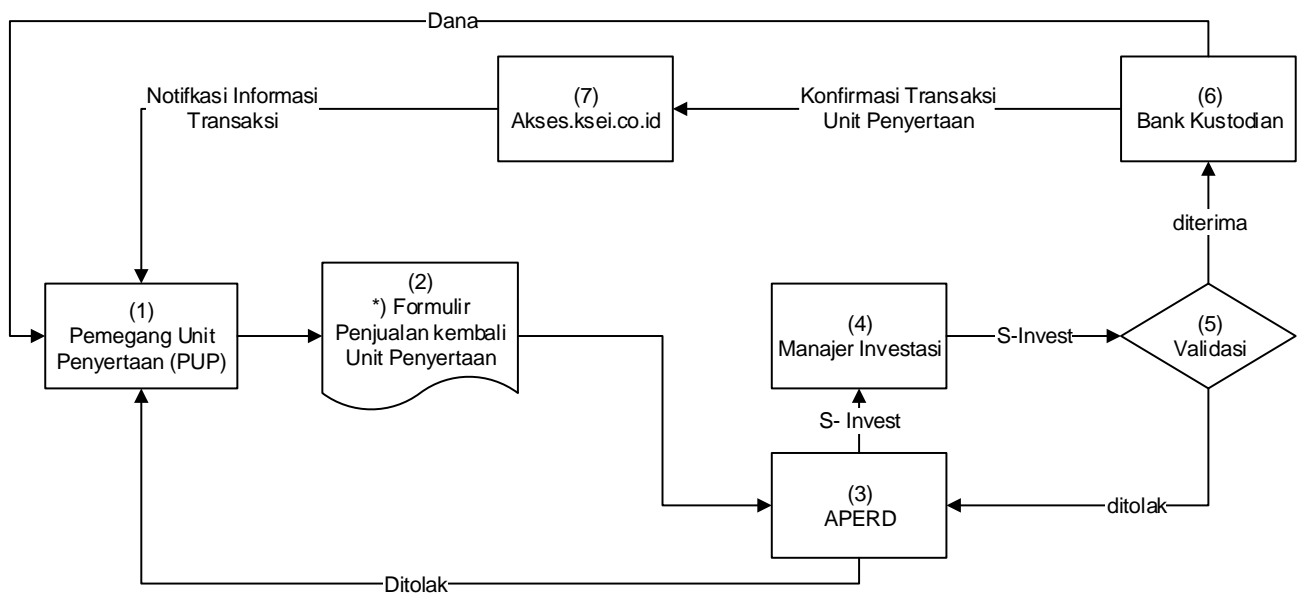 Dana
(7)
Akses.ksei.co.id
Notifkasi Informasi
Transaksi
Konfirmasi Transaksi
Unit Penyertaan
(6)
Bank Kustodian
diterima
(1)
Pemegang Unit
Penyertaan (PUP)
(2)
*) Formulir
Penjualan kembali
Unit Penyertaan
(4)
Manajer Investasi
S-Invest
(5)
Validasi
S- Invest
(3)
APERD
ditolak
Ditolak